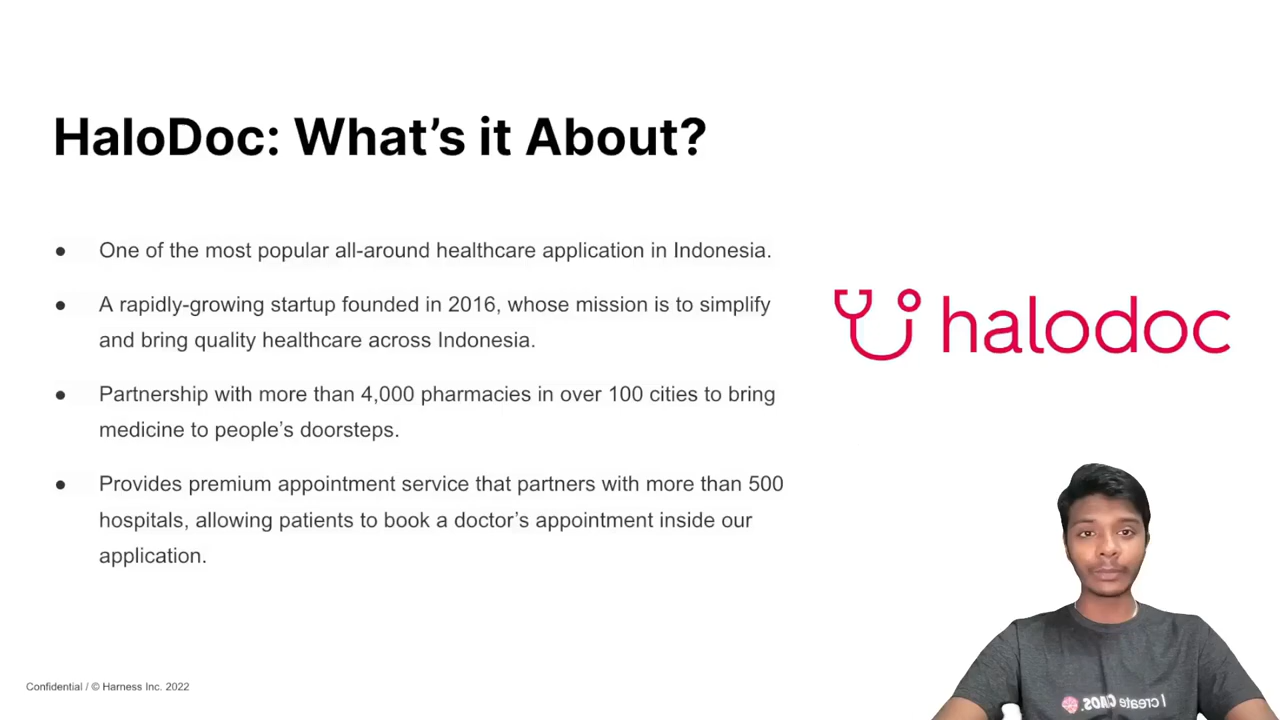 HaloDoc: What's it About?
● One of the most popular all-around healthcare application in Indonesia.
● A rapidly-growing startup founded in 2016, whose mission is to simplify
and bring quality healthcare across Indonesia.
● Partnership with more than 4,000 pharmacies in over 100 cities to bring
medicine to people's doorsteps.
● Provides premium appointment service that partners with more than 500
hospitals, allowing patients to book a doctor's appointment inside our
application.
halodoc
I create CAOS.
Confidential / © Harness Inc. 2022